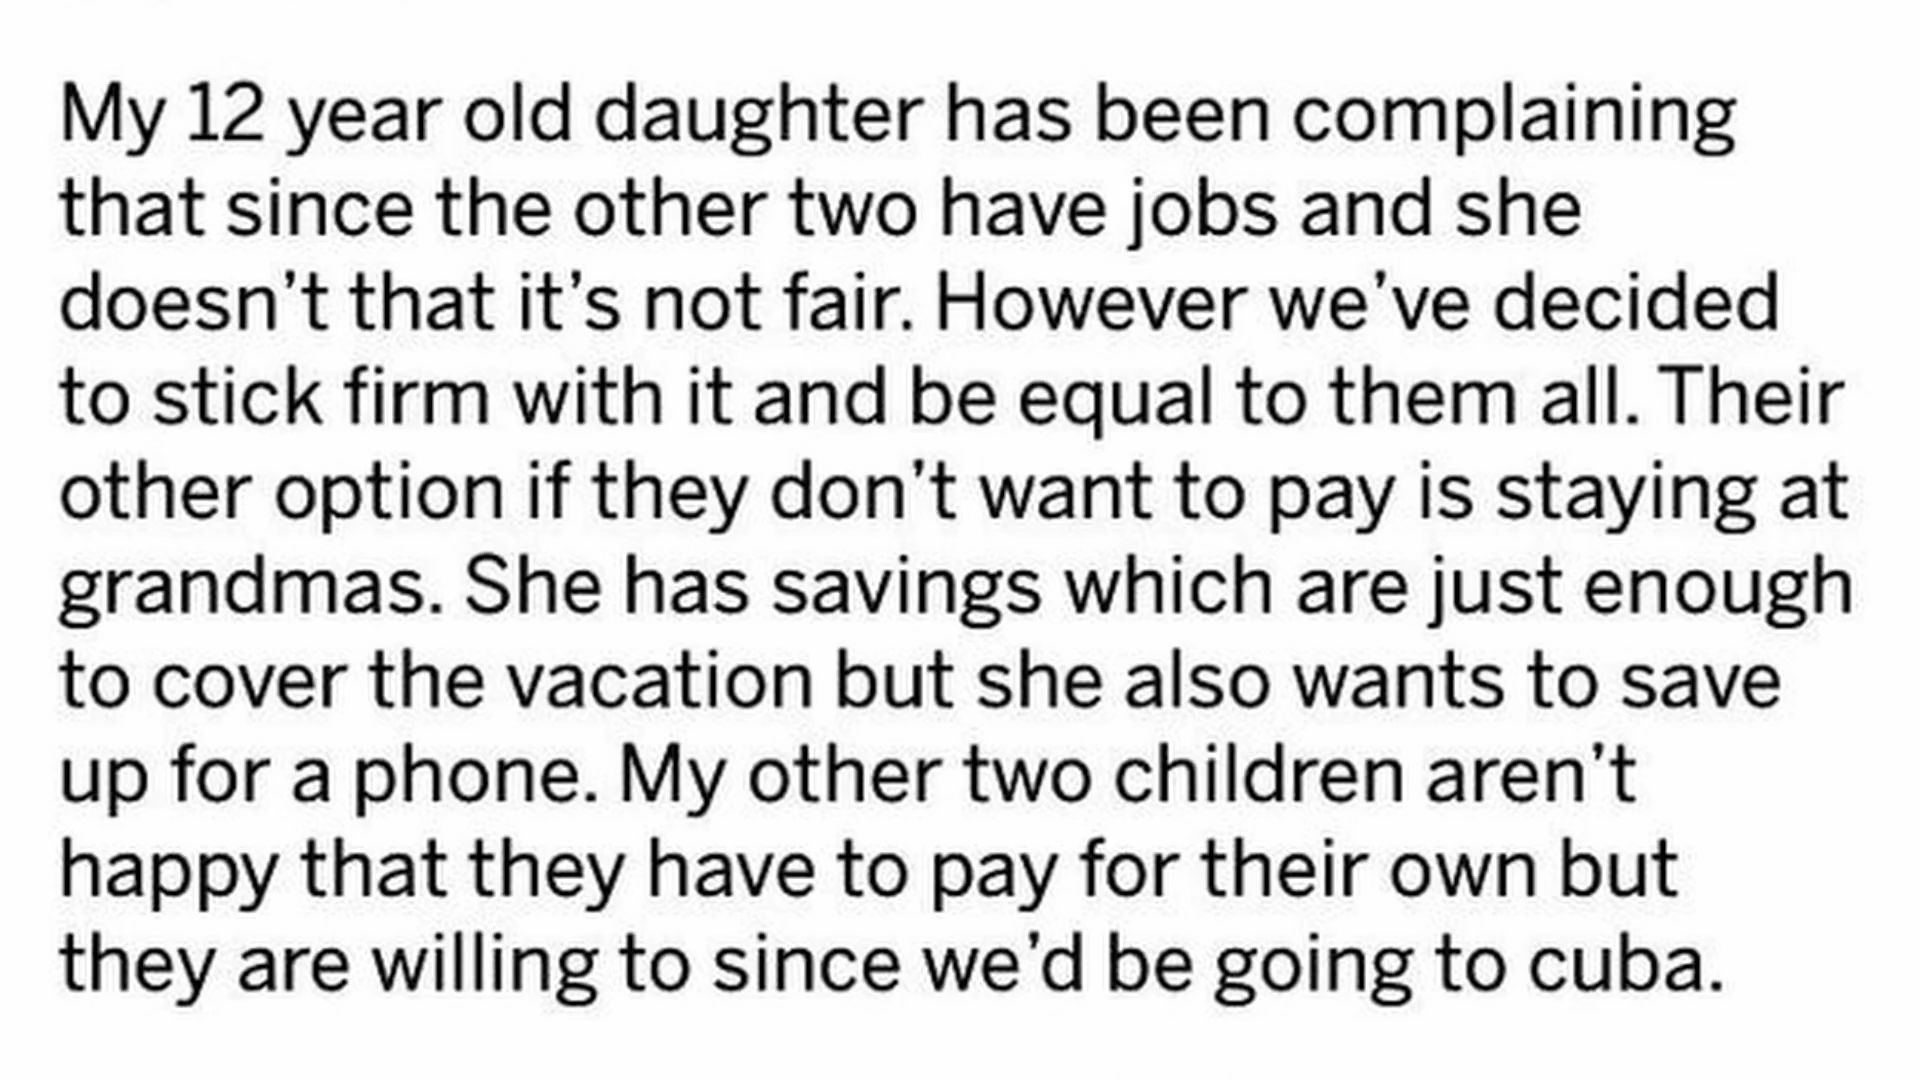 My 12 year old daughter has been complaining
that since the other two have jobs and she
doesn’t that it’s not fair. However we’ve decided
to stick firm with it and be equal to them all. Their
other option if they don’t want to pay is staying at
grandmas. She has savings which are just enough
to cover the vacation but she also wants to save
up for a phone. My other two children aren’t
happy that they have to pay for their own but
they are willing to since we’d be going to cuba.